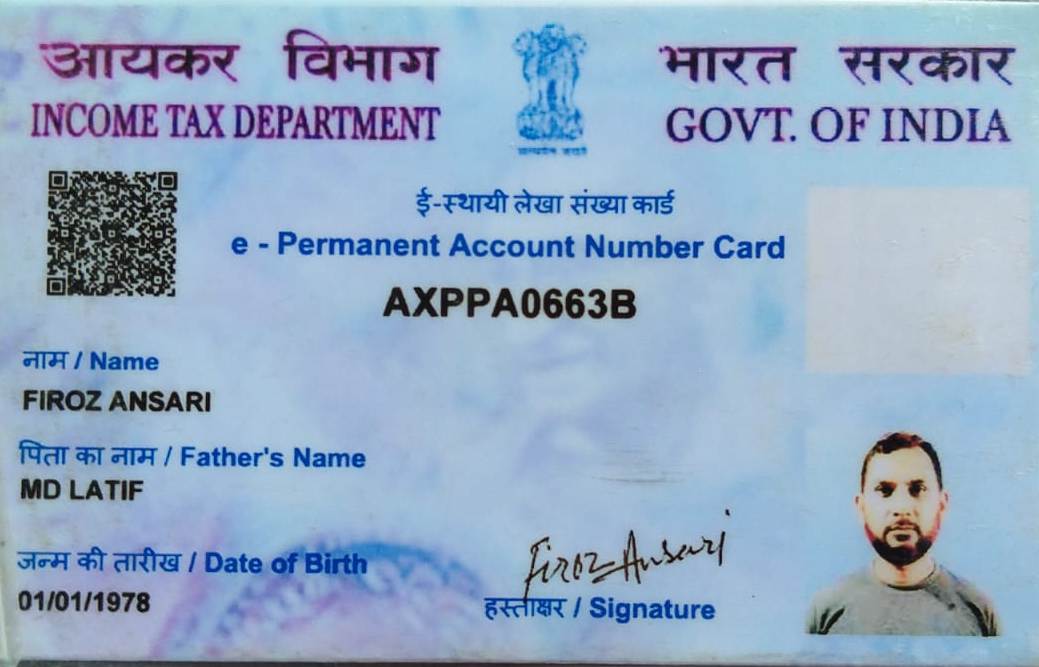 आयकर विभाग
INCOME TAX DEPARTMENT
भारत सरकार
GOVT. OF INDIA
सत्यमेव जयते
ई-स्थायी लेखा संख्या कार्ड
e - Permanent Account Number Card
AXPPA0663B
नाम / Name
FIROZ ANSARI
पिता का नाम / Father's Name
MD LATIF
जन्म की तारीख / Date of Birth
01/01/1978
Firoz Ansari
हस्ताक्षर / Signature